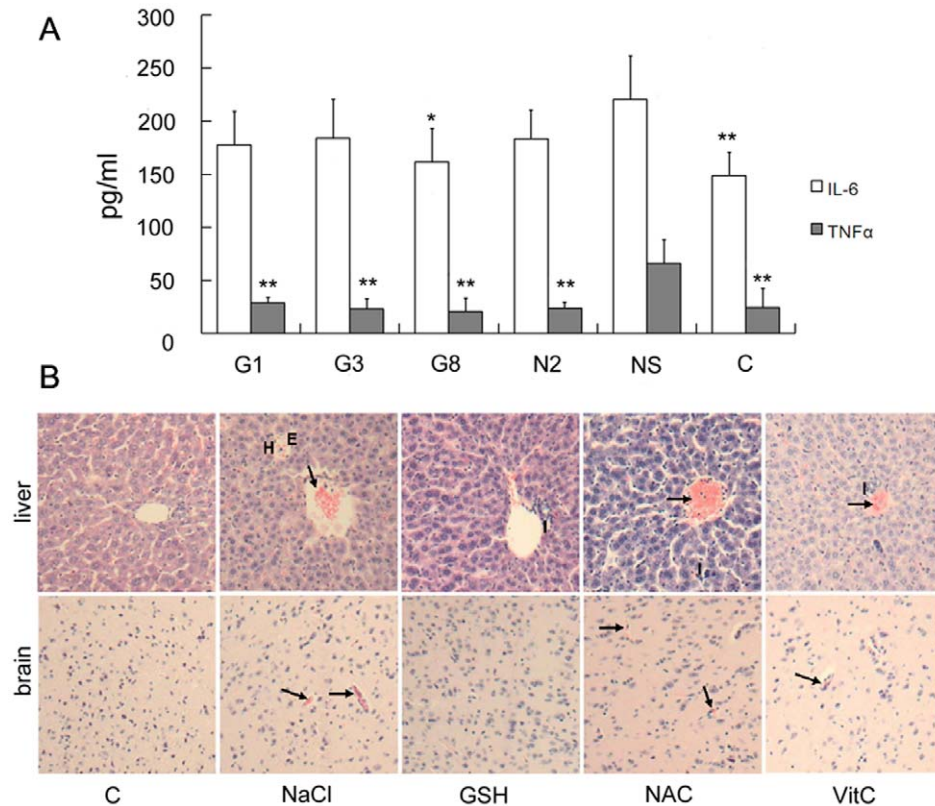 A
300
250
200
150
100
50
0
pg/ml
* **
** ** ** ** **
IL-6
TNFα
G1 G3 G8 N2 NS C
B
liver
H E
I
I
I
brain
C NaCl GSH NAC VitC